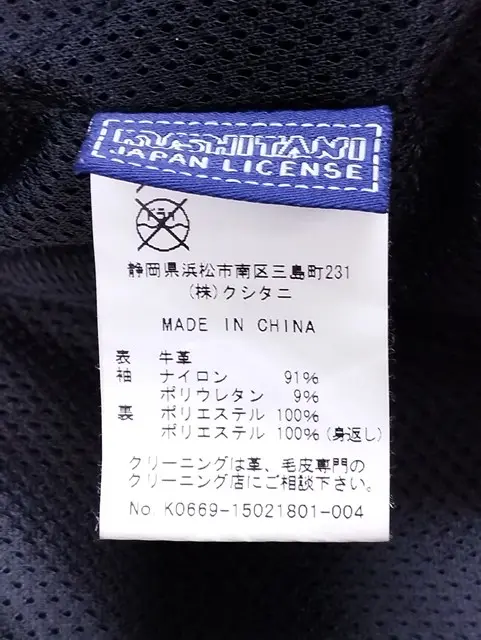 KUSHITANI
JAPAN LICENSE
ドライ
静岡県浜松市南区三島町231
(株)クシタニ
MADE IN CHINA
表 牛革
袖 ナイロン 91%
ポリウレタン 9%
裏 ポリエステル 100%
ポリエステル 100%(身返し)
クリーニングは革、毛皮専門の
クリーニング店にご相談下さい。
No. K0669-15021801-004